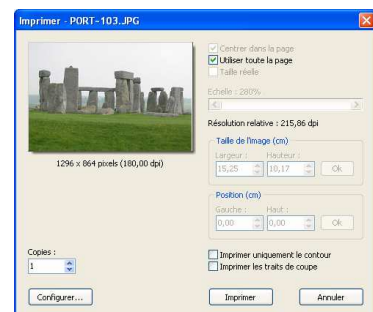 Imprimer - PORT-103.JPG
Centrer dans la page
Utiliser toute la page
Taille réelle
Echelle : 280%
Résolution relative : 215,86 dpi
1296 x 864 pixels (180,00 dpi)
Taille de l'image (cm)
Largeur : Hauteur :
15,25 10,17 Ok
Position (cm)
Gauche : Haut :
0,00 0,00 Ok
Copies :
1
Imprimer uniquement le contour
Imprimer les traits de coupe
Configurer... Imprimer Annuler